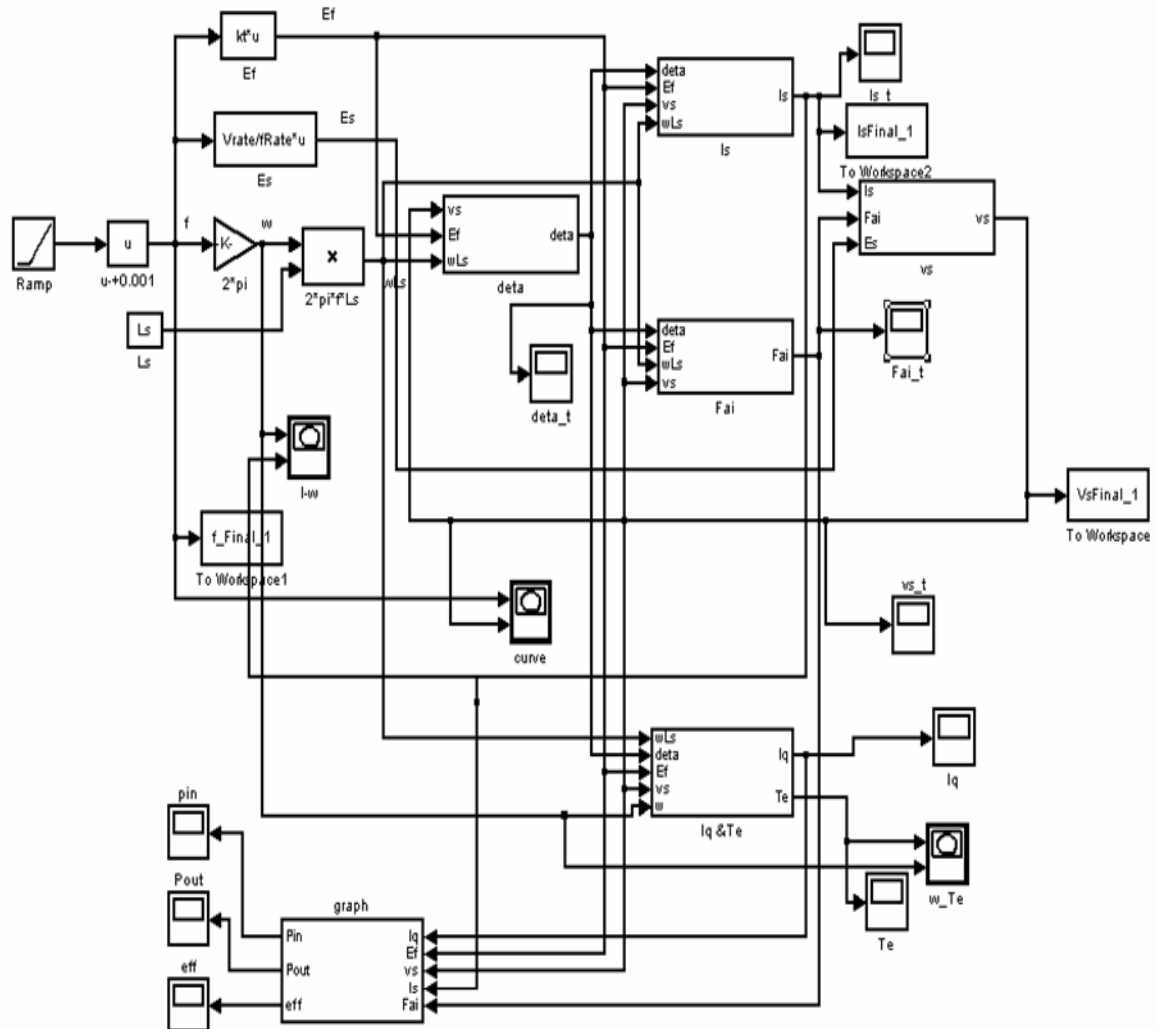 Ef
kt*u
Ef
Es
Vrate/fRate*u
Es
deta
Ef
vs
wLs
Is
Is
Is_t
IsFinal_1
To Workspace2
Is
Fai
Es
vs
vs
f
w
Ramp
u
u-+0.001
-K-
2*pi
x
2*pi*f*Ls
wLs
Ls
Ls
vs
Ef
wLs
deta
deta
deta
Ef
wLs
vs
Fai
Fai
Fai_t
deta_t
I-w
f_Final_1
To Workspace1
VsFinal_1
To Workspace
curve
vs_t
wLs
deta
Ef
vs
w
Iq
Te
Iq &Te
Iq
w_Te
Te
pin
Pout
eff
graph
Pin
Pout
eff
Iq
Ef
vs
Is
Fai